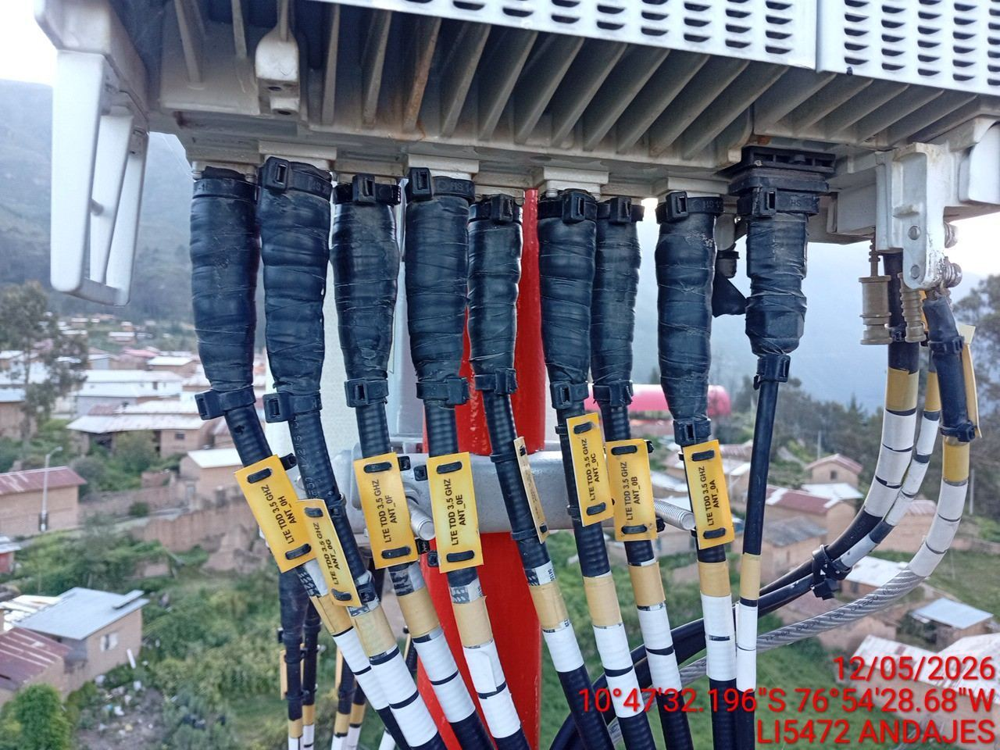 LTE TDD 3.5 GHZ
ANT_0H
LTE TDD 3.5 GHZ
ANT_0G
LTE TDD 3.5 GHZ
ANT_0F
LTE TDD 3.5 GHZ
ANT_0E
LTE TDD 3.5 GHZ
ANT_0C
LTE TDD 3.5 GHZ
ANT_0B
LTE TDD 3.5 GHZ
ANT_0A
12/05/2026
10°47'32.196"S 76°54'28.68"W
LI5472 ANDAJES